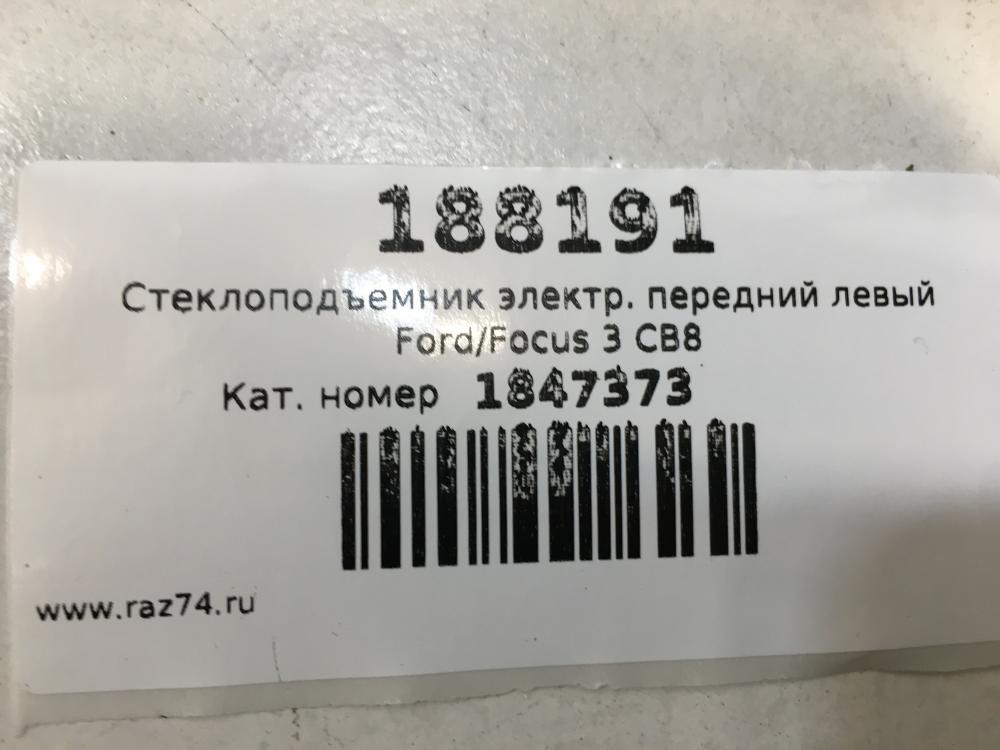 188191
Стеклоподъемник электр. передний левый
Ford/Focus 3 CB8
Кат. номер 1847373
www.raz74.ru